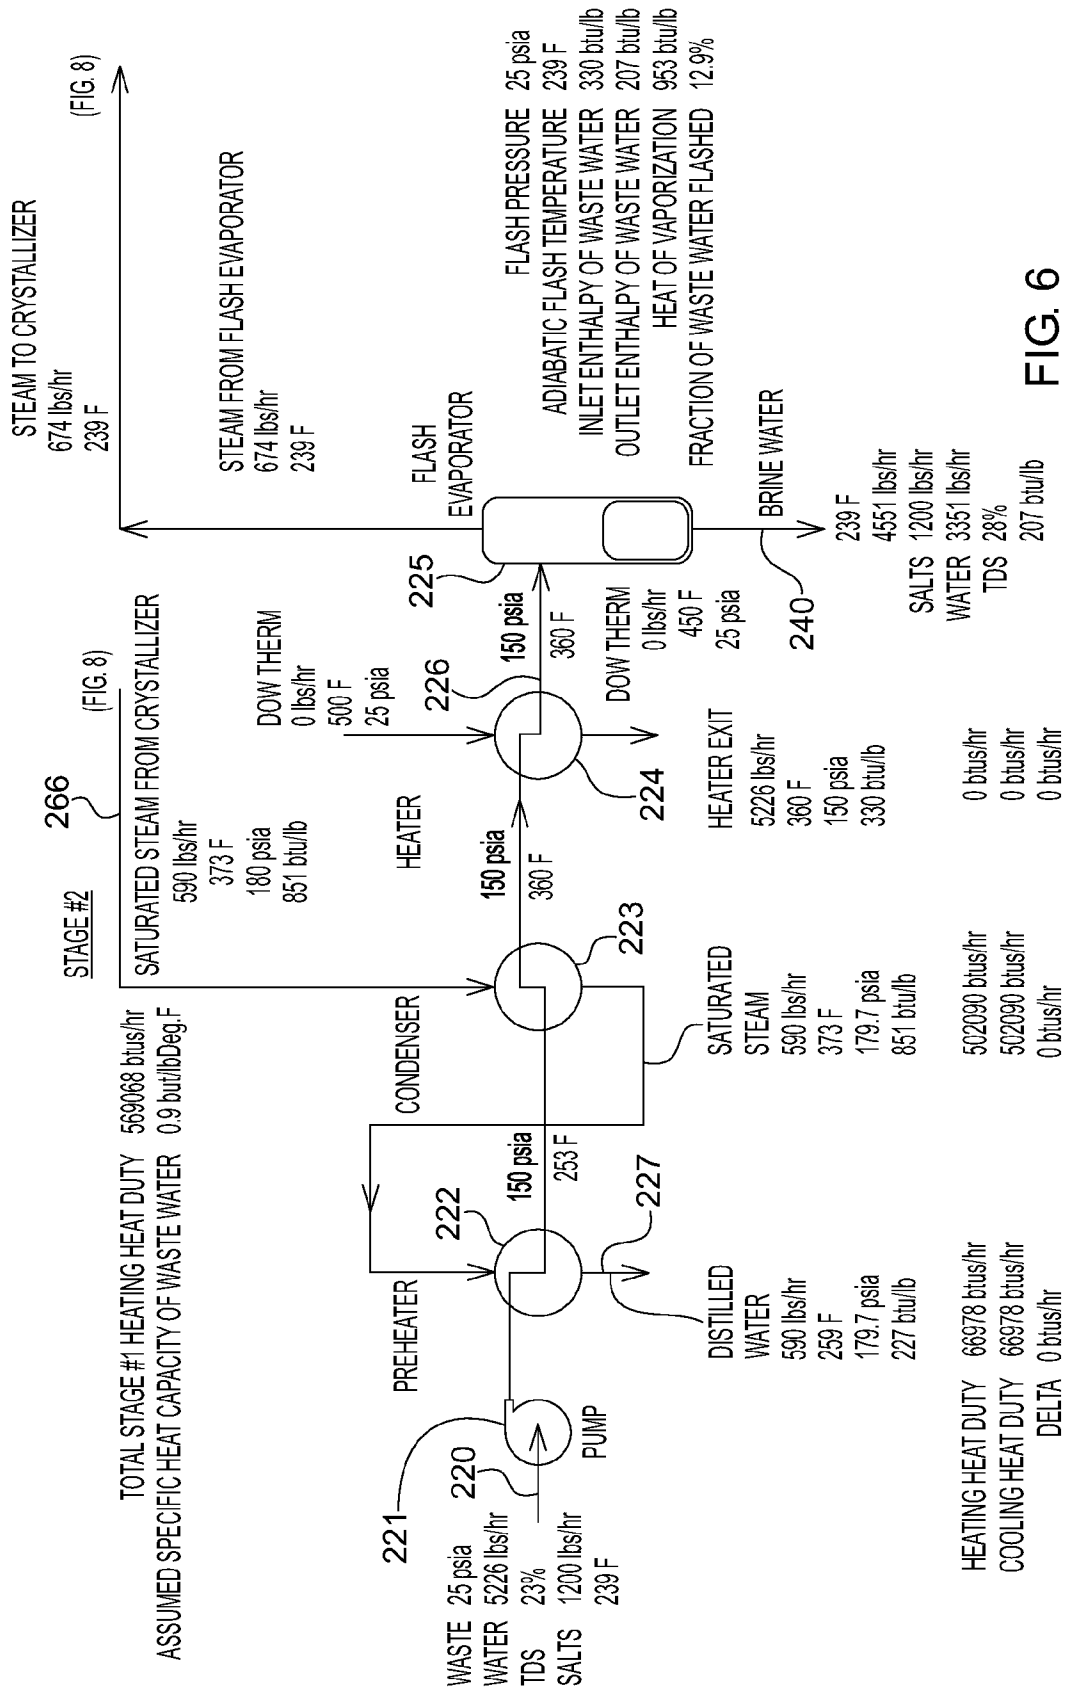 STAGE #2
TOTAL STAGE #1 HEATING HEAT DUTY 569068 btus/hr
ASSUMED SPECIFIC HEAT CAPACITY OF WASTE WATER 0.9 but/lbDeg.F
266
(FIG. 8)
SATURATED STEAM FROM CRYSTALLIZER
590 lbs/hr
373 F
180 psia
851 btu/lb
STEAM TO CRYSTALLIZER
674 lbs/hr
239 F
(FIG. 8)
STEAM FROM FLASH EVAPORATOR
674 lbs/hr
239 F
WASTE WATER
25 psia
5226 lbs/hr
TDS 23%
SALTS 1200 lbs/hr
239 F
220
221
PUMP
PREHEATER
222
150 psia
253 F
227
DISTILLED
WATER
590 lbs/hr
259 F
179.7 psia
227 btu/lb
CONDENSER
223
150 psia
360 F
SATURATED
STEAM
590 lbs/hr
373 F
179.7 psia
851 btu/lb
HEATER
DOW THERM
0 lbs/hr
500 F
25 psia
224
226
150 psia
360 F
DOW THERM
0 lbs/hr
450 F
25 psia
HEATER EXIT
5226 lbs/hr
360 F
150 psia
330 btu/lb
FLASH
EVAPORATOR
225
FLASH PRESSURE 25 psia
ADIABATIC FLASH TEMPERATURE 239 F
INLET ENTHALPY OF WASTE WATER 330 btu/lb
OUTLET ENTHALPY OF WASTE WATER 207 btu/lb
HEAT OF VAPORIZATION 953 btu/lb
FRACTION OF WASTE WATER FLASHED 12.9%
BRINE WATER
240
239 F
4551 lbs/hr
SALTS 1200 lbs/hr
WATER 3351 lbs/hr
TDS 28%
207 btu/lb
HEATING HEAT DUTY 66978 btus/hr 502090 btus/hr 0 btus/hr
COOLING HEAT DUTY 66978 btus/hr 502090 btus/hr 0 btus/hr
DELTA 0 btus/hr 0 btus/hr 0 btus/hr
FIG. 6